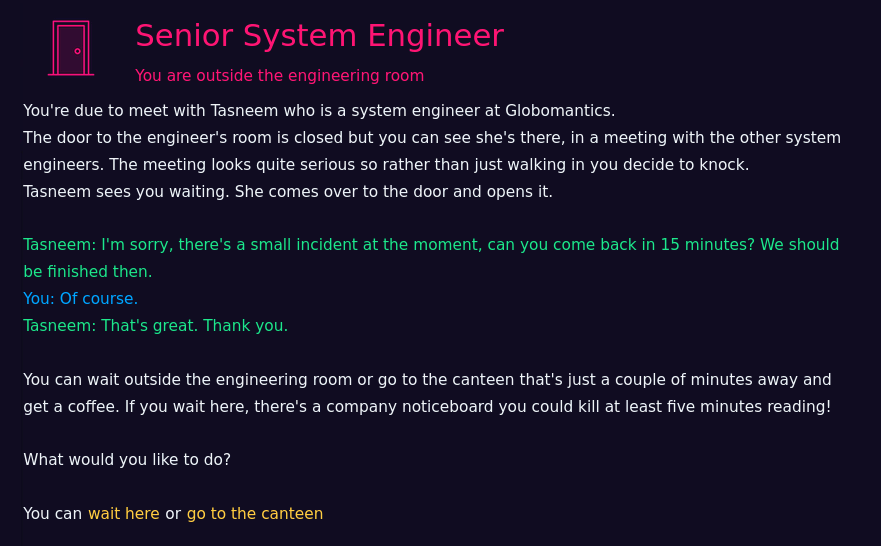 Senior System Engineer
You are outside the engineering room
You're due to meet with Tasneem who is a system engineer at Globomantics.
The door to the engineer's room is closed but you can see she's there, in a meeting with the other system
engineers. The meeting looks quite serious so rather than just walking in you decide to knock.
Tasneem sees you waiting. She comes over to the door and opens it.
Tasneem: I'm sorry, there's a small incident at the moment, can you come back in 15 minutes? We should
be finished then.
You: Of course.
Tasneem: That's great. Thank you.
You can wait outside the engineering room or go to the canteen that's just a couple of minutes away and
get a coffee. If you wait here, there's a company noticeboard you could kill at least five minutes reading!
What would you like to do?
You can wait here or go to the canteen